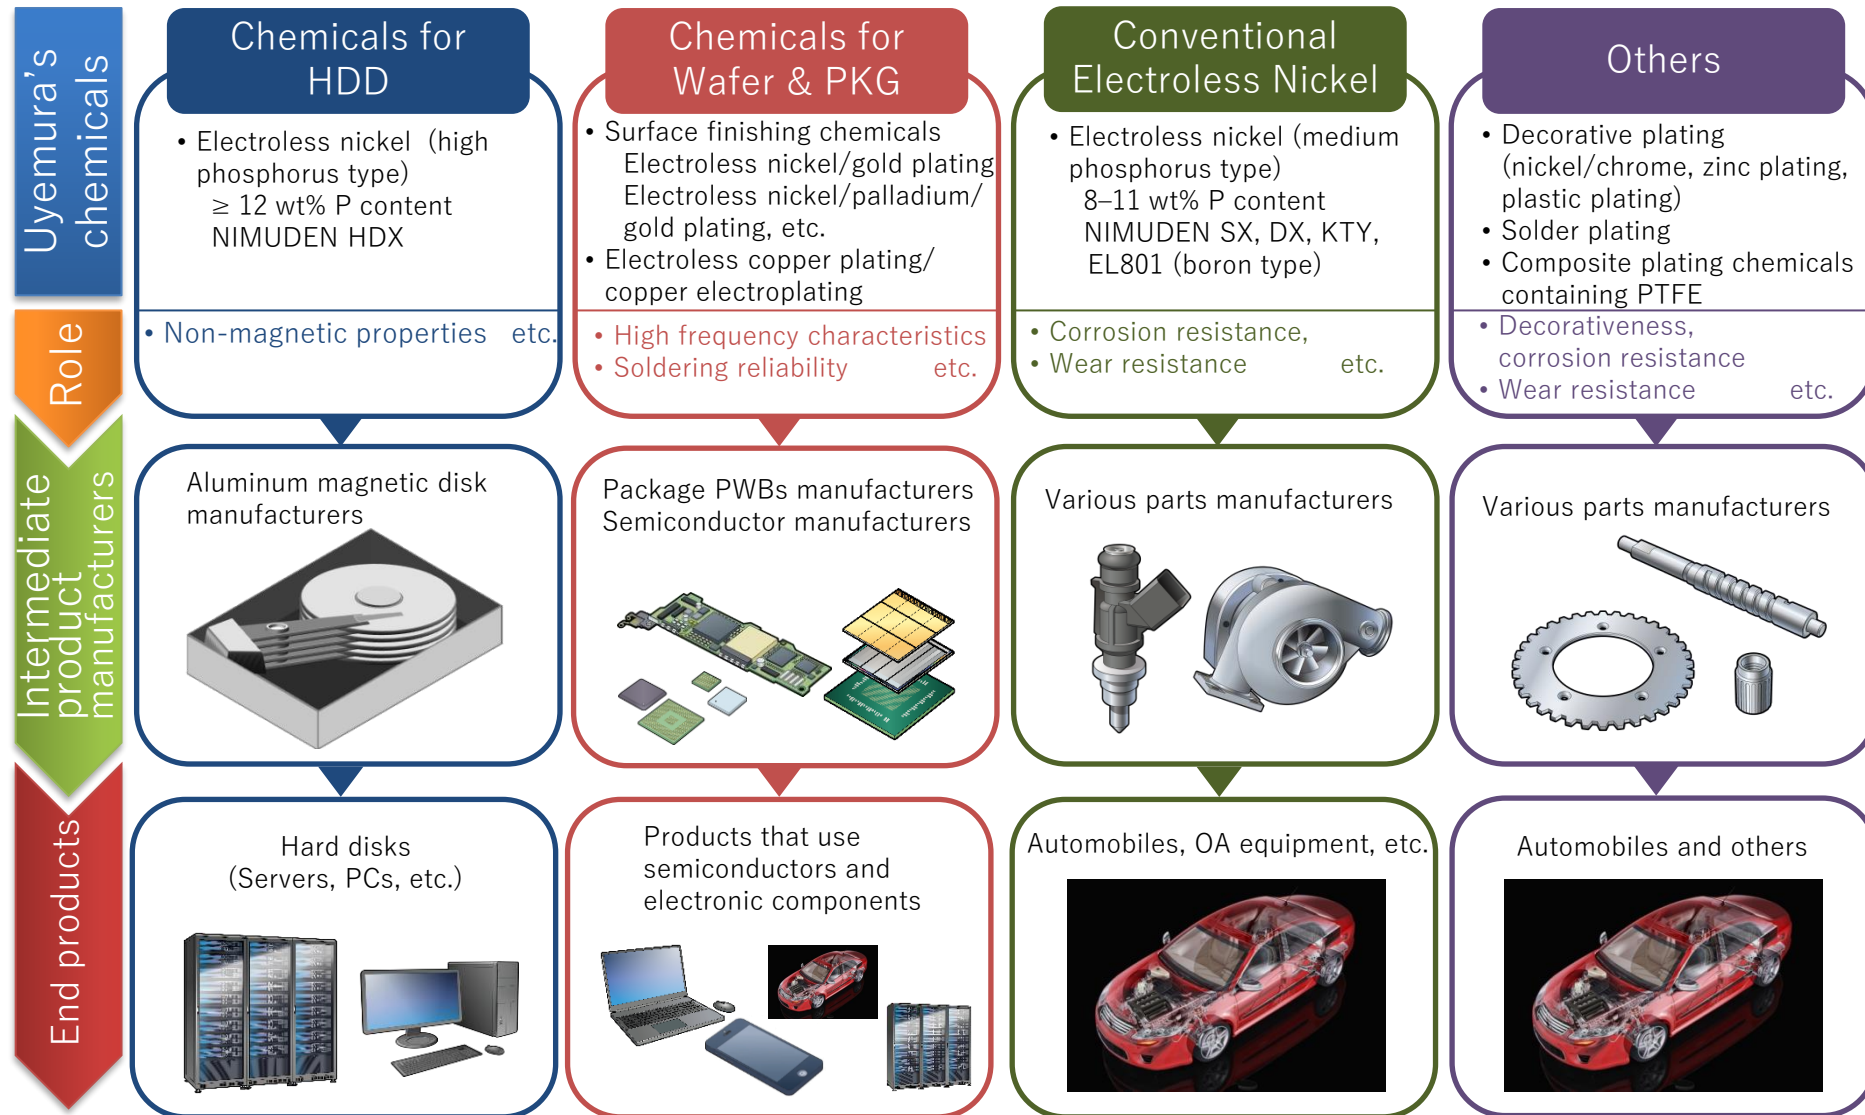 Uyemura's
chemicals
Role
Intermediate
product
manufacturers
End products
Chemicals for
HDD
• Electroless nickel (high
phosphorus type)
≥ 12 wt% P content
NIMUDEN HDX
• Non-magnetic properties etc.
Aluminum magnetic disk
manufacturers
Hard disks
(Servers, PCs, etc.)
Chemicals for
Wafer & PKG
• Surface finishing chemicals
Electroless nickel/gold plating
Electroless nickel/palladium/
gold plating, etc.
• Electroless copper plating/
copper electroplating
• High frequency characteristics
• Soldering reliability etc.
Package PWBs manufacturers
Semiconductor manufacturers
Products that use
semiconductors and
electronic components
Conventional
Electroless Nickel
• Electroless nickel (medium
phosphorus type)
8–11 wt% P content
NIMUDEN SX, DX, KTY,
EL801 (boron type)
• Corrosion resistance,
• Wear resistance etc.
Various parts manufacturers
Automobiles, OA equipment, etc.
Others
• Decorative plating
(nickel/chrome, zinc plating,
plastic plating)
• Solder plating
• Composite plating chemicals
containing PTFE
• Decorativeness,
corrosion resistance
• Wear resistance etc.
Various parts manufacturers
Automobiles and others